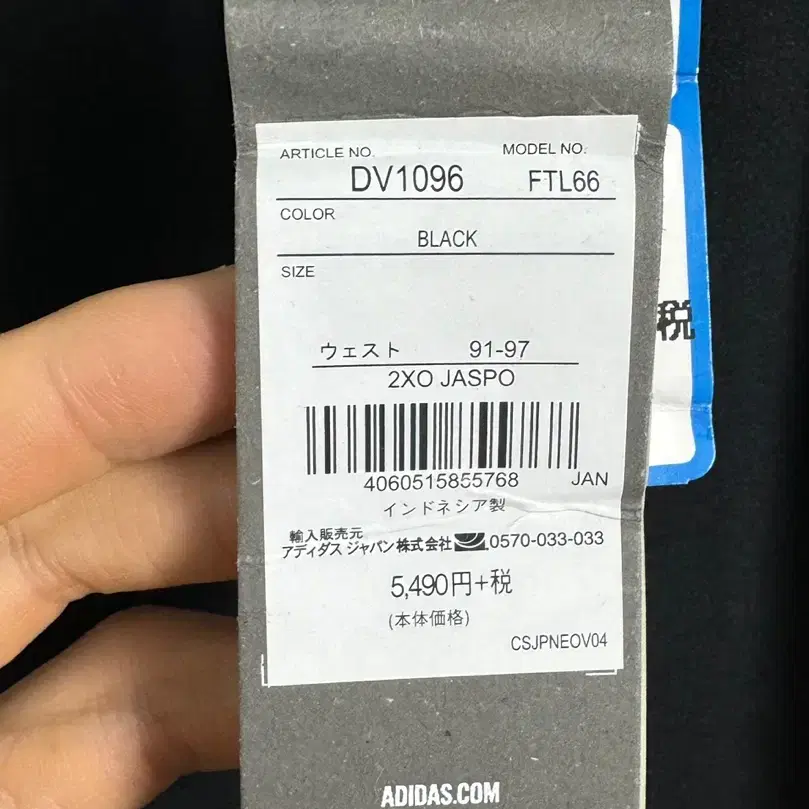 ARTICLE NO. MODEL NO.
DV1096 FTL66
COLOR
BLACK
SIZE
ウェスト 91-97
2XO JASPO
4060515855768 JAN
インドネシア製
輸入販売元
アディダス ジャパン株式会社 0570-033-033
5,490円+税
(本体価格)
CSJPNEOV04
税
ADIDAS.COM